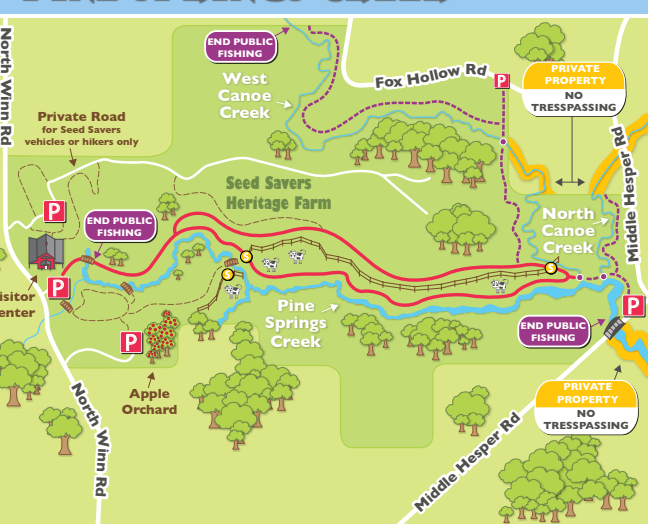 END PUBLIC
FISHING
West
Canoe
Creek
Fox Hollow Rd
P
PRIVATE
PROPERTY
NO
TRESSPASSING
North Winn Rd
Private Road
for Seed Savers
vehicles or hikers only
Middle Hesper Rd
Seed Savers
Heritage Farm
P
END PUBLIC
FISHING
North
Canoe
Creek
$
$
$
isitor
enter
P
Pine
Springs
Creek
P
END PUBLIC
FISHING
P
Apple
Orchard
PRIVATE
PROPERTY
NO
TRESSPASSING
North Winn Rd
Middle Hesper Rd